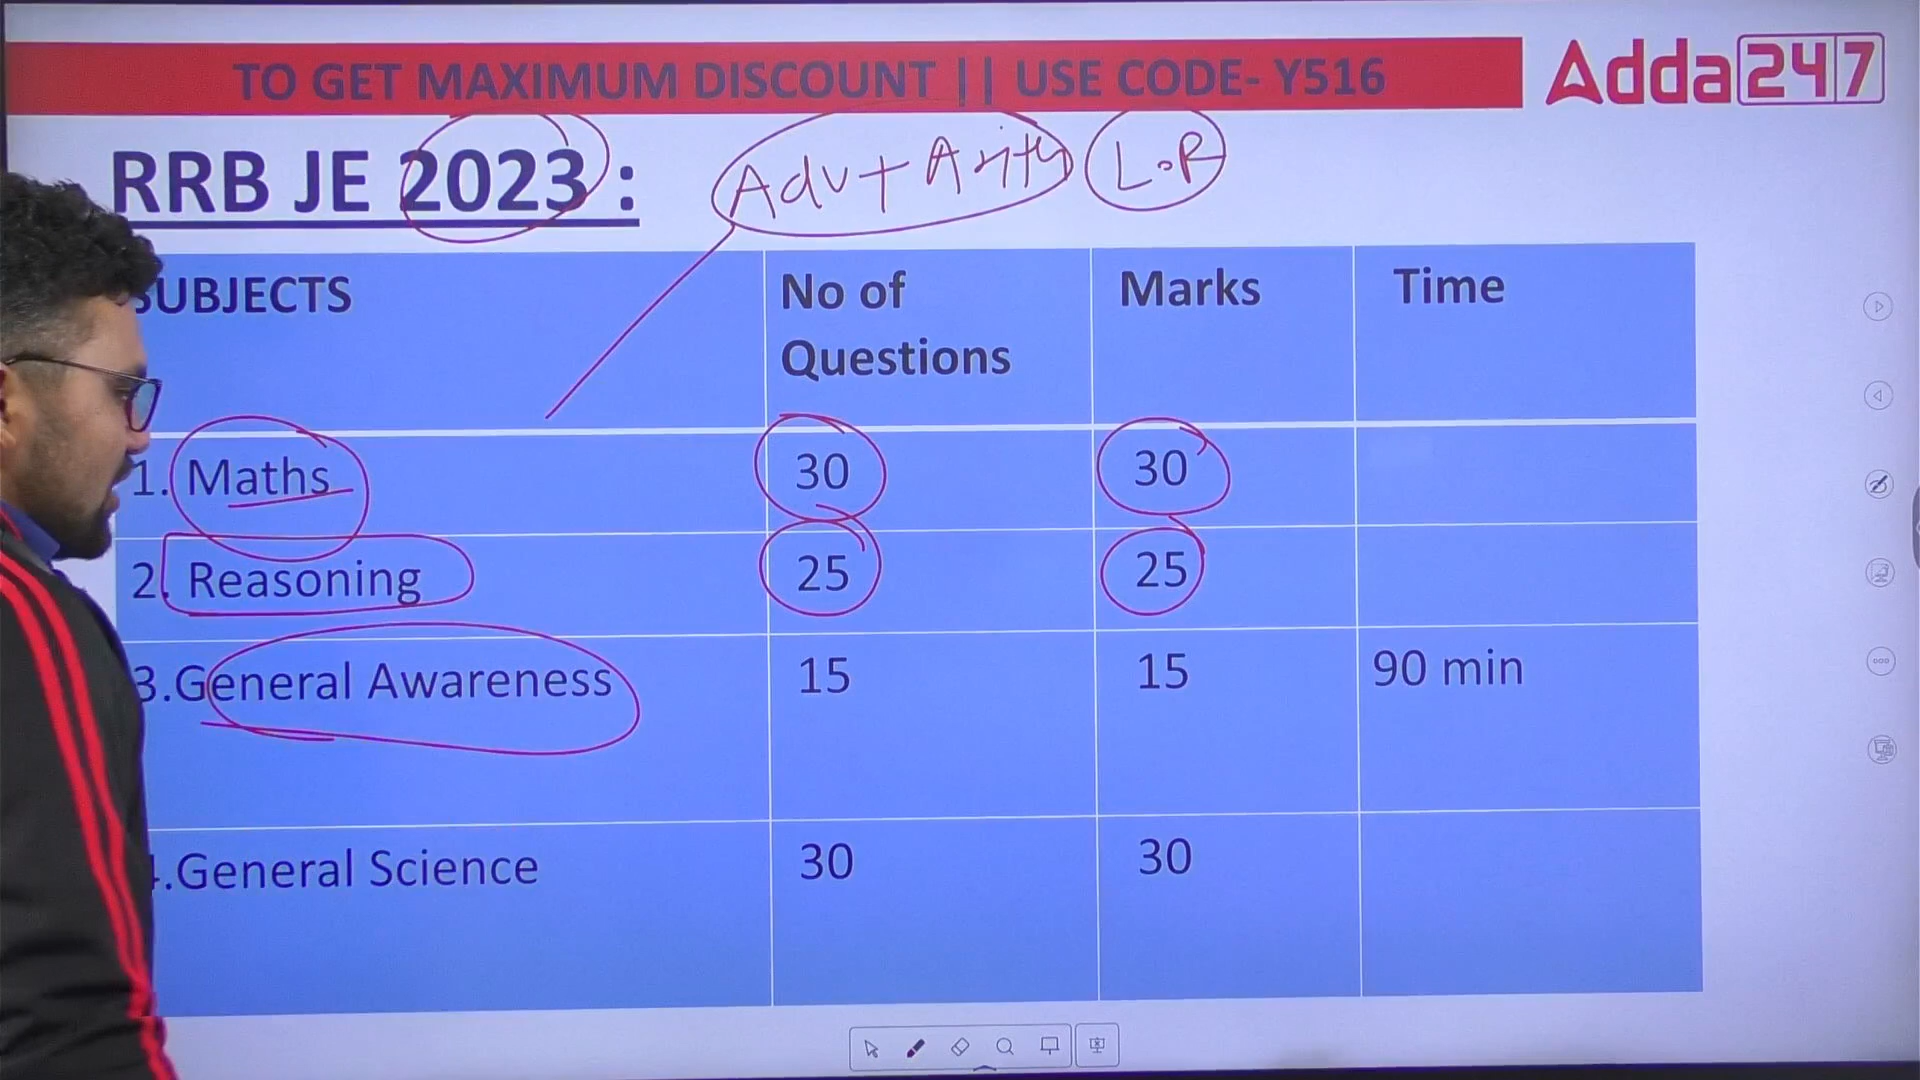 TO GET MAXIMUM DISCOUNT || USE CODE- Y516
Adda247
RRB JE 2023 :
Adv + Arith L.R
SUBJECTS No of Questions Marks Time
1. Maths 30 30
2. Reasoning 25 25
3.General Awareness 15 15 90 min
4.General Science 30 30